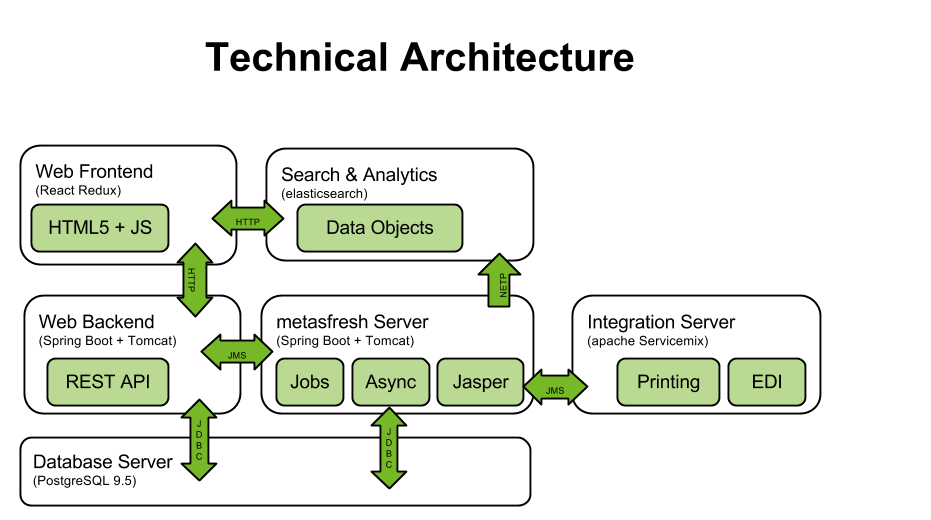 Technical Architecture
Web Frontend
(React Redux)
HTML5 + JS
HTTP
Search & Analytics
(elasticsearch)
Data Objects
HTTP
NETP
Web Backend
(Spring Boot + Tomcat)
REST API
JMS
metasfresh Server
(Spring Boot + Tomcat)
Jobs
Async
Jasper
JMS
Integration Server
(apache Servicemix)
Printing
EDI
JDBC
JDBC
Database Server
(PostgreSQL 9.5)